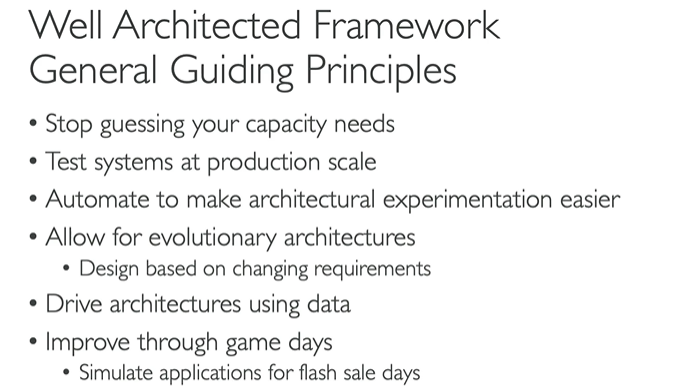 Well Architected Framework
General Guiding Principles
• Stop guessing your capacity needs
• Test systems at production scale
• Automate to make architectural experimentation easier
• Allow for evolutionary architectures
• Design based on changing requirements
• Drive architectures using data
• Improve through game days
• Simulate applications for flash sale days